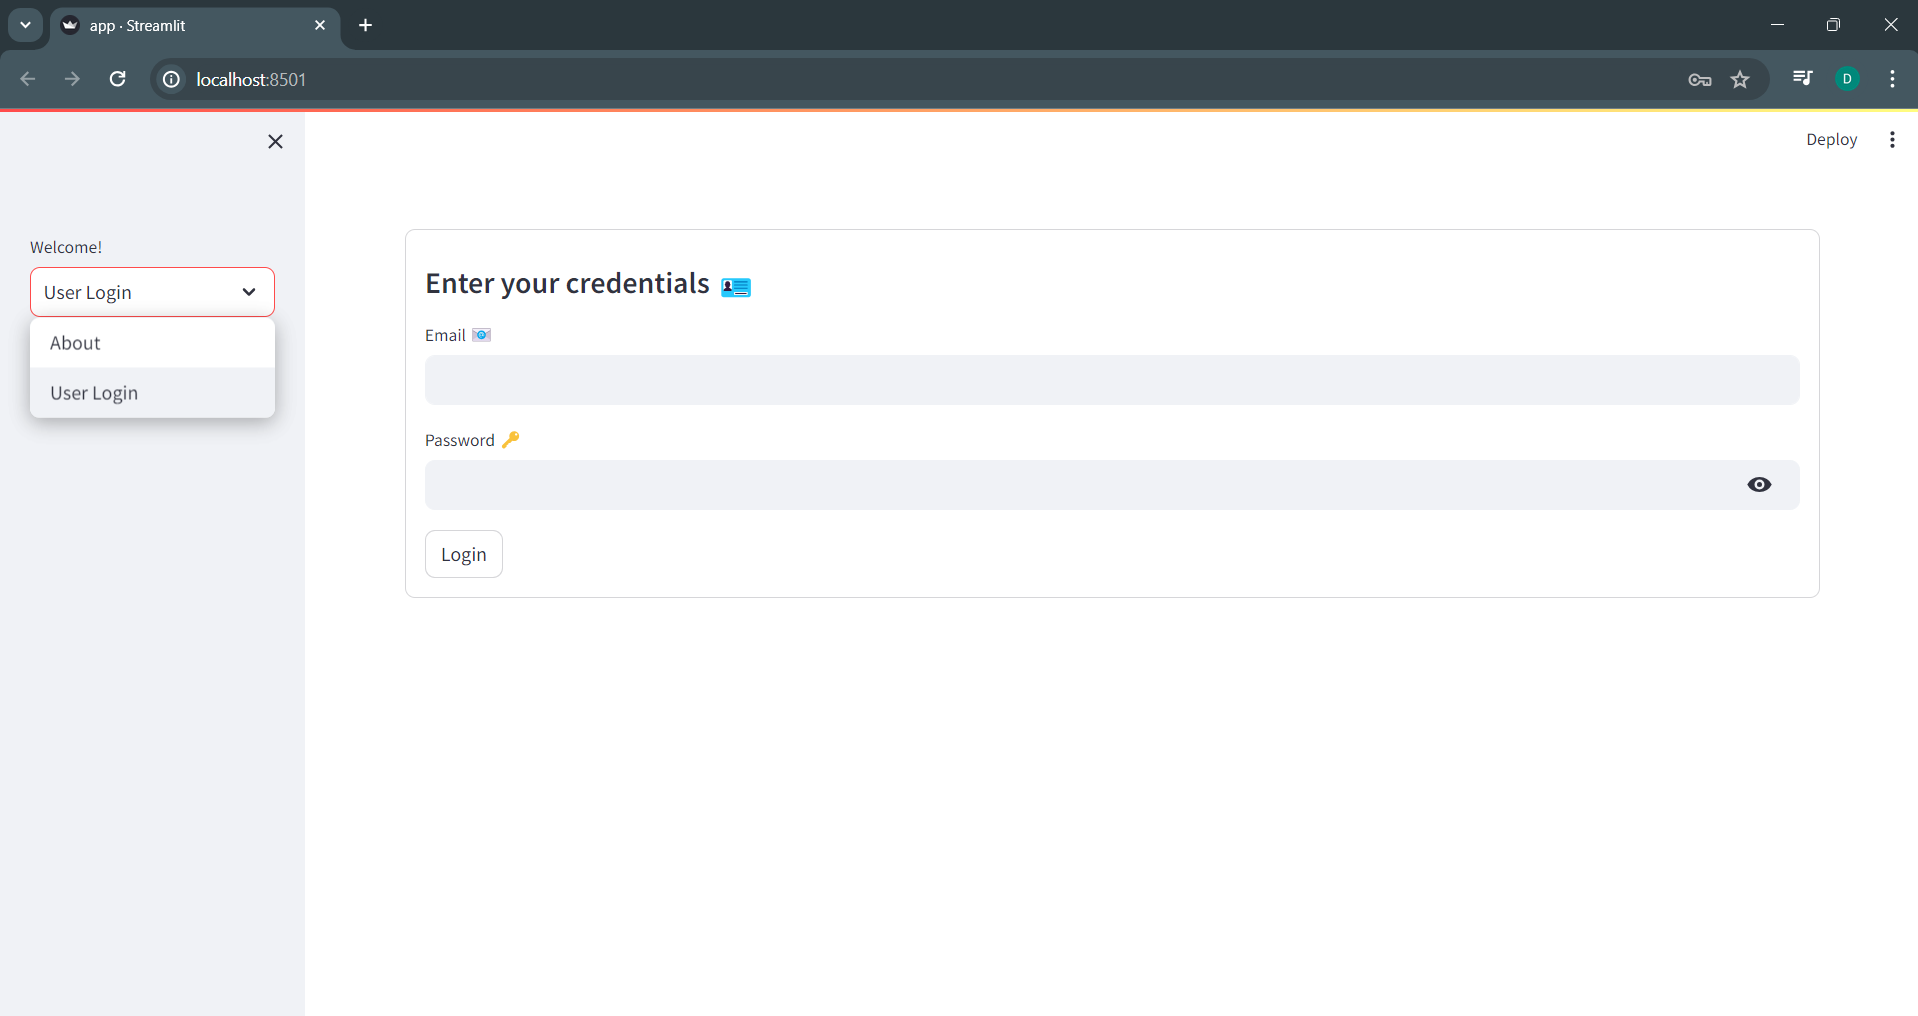 app · Streamlit
localhost:8501
D
Deploy
Welcome!
User Login
About
User Login
Enter your credentials
Email
Password
Login